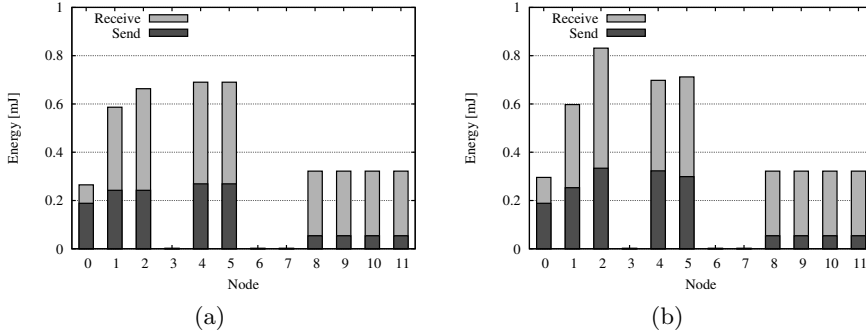 1
0.8
0.6
0.4
0.2
0
Energy [mJ]
Receive
Send
0 1 2 3 4 5 6 7 8 9 10 11
Node
(a)
1
0.8
0.6
0.4
0.2
0
Energy [mJ]
Receive
Send
0 1 2 3 4 5 6 7 8 9 10 11
Node
(b)